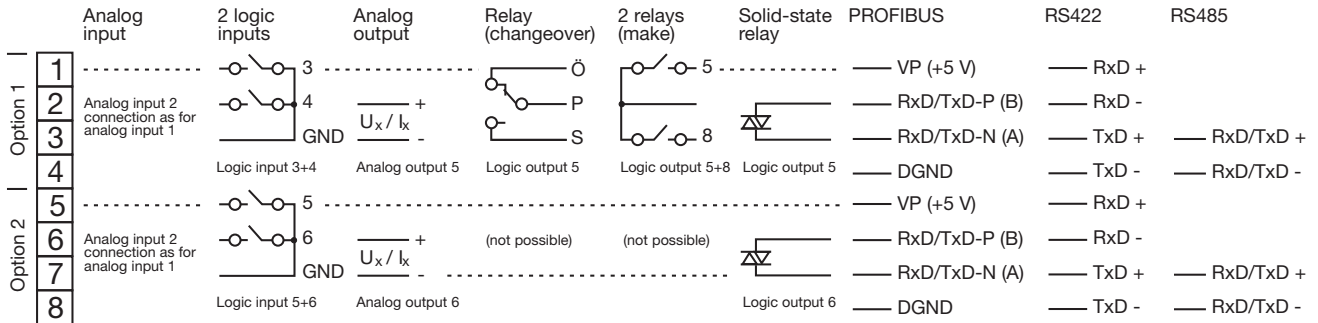 Analog input
2 logic inputs
Analog output
Relay (changeover)
2 relays (make)
Solid-state relay
PROFIBUS
RS422
RS485
Option 1
1
3
Ö
5
VP (+5 V)
RxD +
2
Analog input 2
connection as for
analog input 1
4
+
Ux / Ix
-
P
RxD/TxD-P (B)
RxD -
3
GND
S
8
RxD/TxD-N (A)
TxD +
RxD/TxD +
4
Logic input 3+4
Analog output 5
Logic output 5
Logic output 5+8
Logic output 5
DGND
TxD -
RxD/TxD -
Option 2
5
5
VP (+5 V)
RxD +
6
Analog input 2
connection as for
analog input 1
6
+
Ux / Ix
-
(not possible)
(not possible)
RxD/TxD-P (B)
RxD -
7
GND
RxD/TxD-N (A)
TxD +
RxD/TxD +
8
Logic input 5+6
Analog output 6
Logic output 6
DGND
TxD -
RxD/TxD -